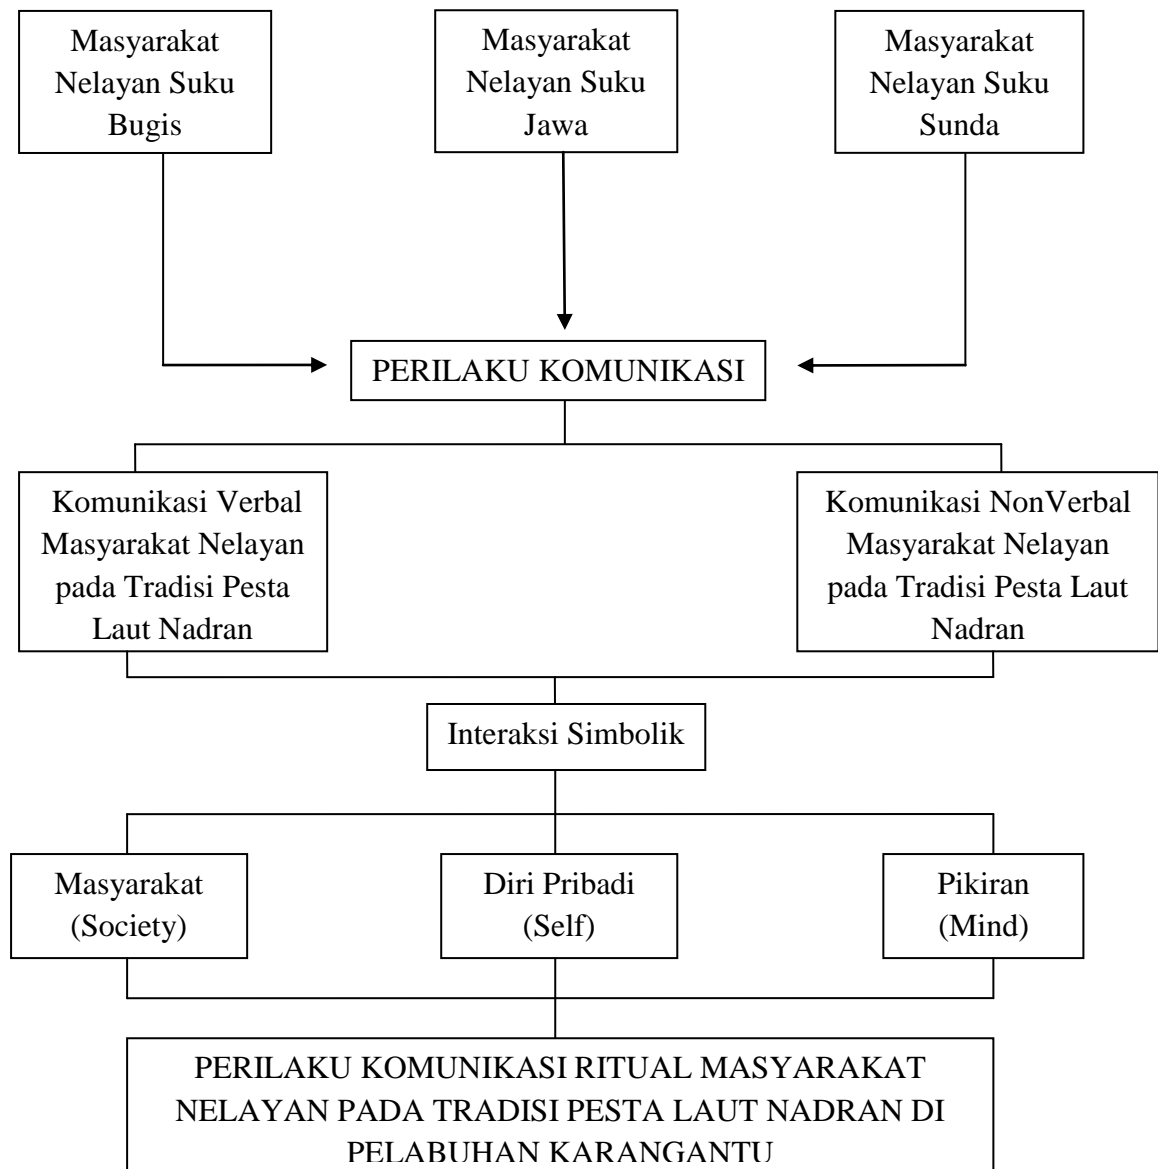 Masyarakat
Nelayan Suku
Bugis
Masyarakat
Nelayan Suku
Jawa
Masyarakat
Nelayan Suku
Sunda
PERILAKU KOMUNIKASI
Komunikasi Verbal
Masyarakat Nelayan
pada Tradisi Pesta
Laut Nadran
Komunikasi NonVerbal
Masyarakat Nelayan
pada Tradisi Pesta Laut
Nadran
Interaksi Simbolik
Masyarakat
(Society)
Diri Pribadi
(Self)
Pikiran
(Mind)
PERILAKU KOMUNIKASI RITUAL MASYARAKAT
NELAYAN PADA TRADISI PESTA LAUT NADRAN DI
PELABUHAN KARANGANTU